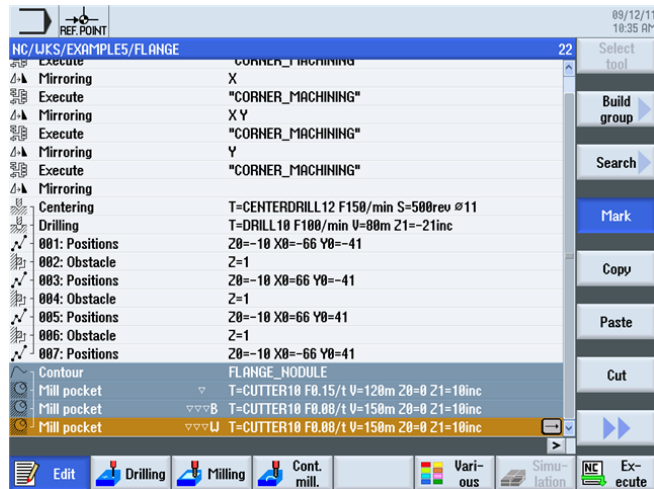 REF.POINT
09/12/11
10:35 AM
NC/WKS/EXAMPLE5/FLANGE 22
Execute "CORNER_MACHINING"
Mirroring X
Execute "CORNER_MACHINING"
Mirroring X Y
Execute "CORNER_MACHINING"
Mirroring Y
Execute "CORNER_MACHINING"
Mirroring
Centering T=CENTERDRILL12 F150/min S=500rev ø11
Drilling T=DRILL10 F100/min V=80m Z1=-21inc
001: Positions Z0=-10 X0=-66 Y0=-41
002: Obstacle Z=1
003: Positions Z0=-10 X0=66 Y0=-41
004: Obstacle Z=1
005: Positions Z0=-10 X0=66 Y0=41
006: Obstacle Z=1
007: Positions Z0=-10 X0=-66 Y0=41
Contour FLANGE_NODULE
Mill pocket ▽ T=CUTTER10 F0.15/t V=120m Z0=0 Z1=10inc
Mill pocket ▽▽▽B T=CUTTER10 F0.08/t V=150m Z0=0 Z1=10inc
Mill pocket ▽▽▽W T=CUTTER10 F0.08/t V=150m Z0=0 Z1=10inc
Select
tool
Build
group
Search
Mark
Copy
Paste
Cut
Edit
Drilling
Milling
Cont.
mill.
Vari-
ous
Simu-
lation
NC Ex-
ecute